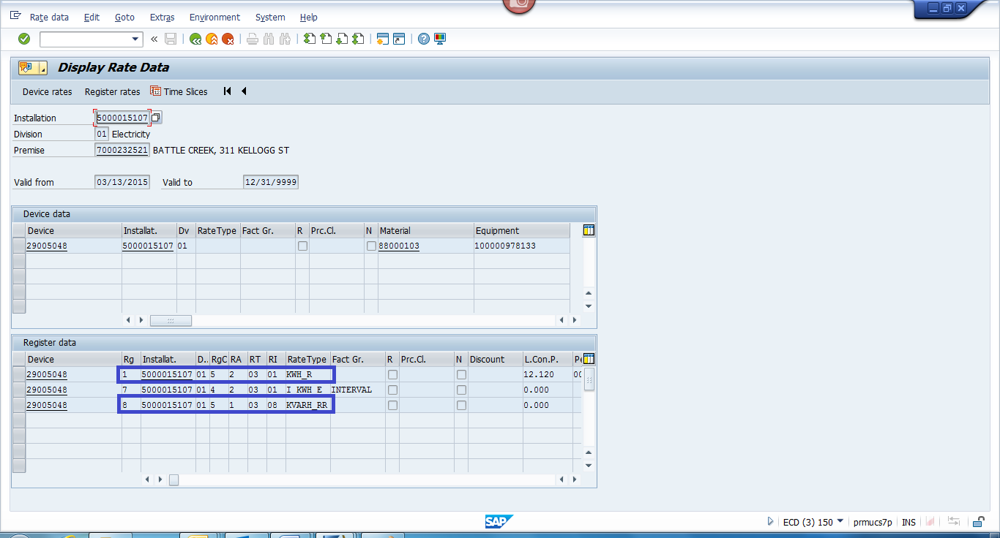 Rate data Edit Goto Extras Environment System Help
Display Rate Data
Device rates Register rates Time Slices
Installation 5000015107
Division 01 Electricity
Premise 7000232521 BATTLE CREEK, 311 KELLOGG ST
Valid from 03/13/2015 Valid to 12/31/9999
Device data
Device Installat. Dv RateType Fact Gr. R Prc.Cl. N Material Equipment
29005048 5000015107 01 88000103 100000978133
Register data
Device Rg Installat. D.. RgC RA RT RI RateType Fact Gr. R Prc.Cl. N Discount L.Con.P.
29005048 1 5000015107 01 5 2 03 01 KWH_R 12.120
29005048 7 5000015107 01 4 2 03 01 I_KWH_E INTERVAL 0.000
29005048 8 5000015107 01 5 1 03 08 KVARH_RR 0.000
SAP
ECD (3) 150 prmucs7p INS